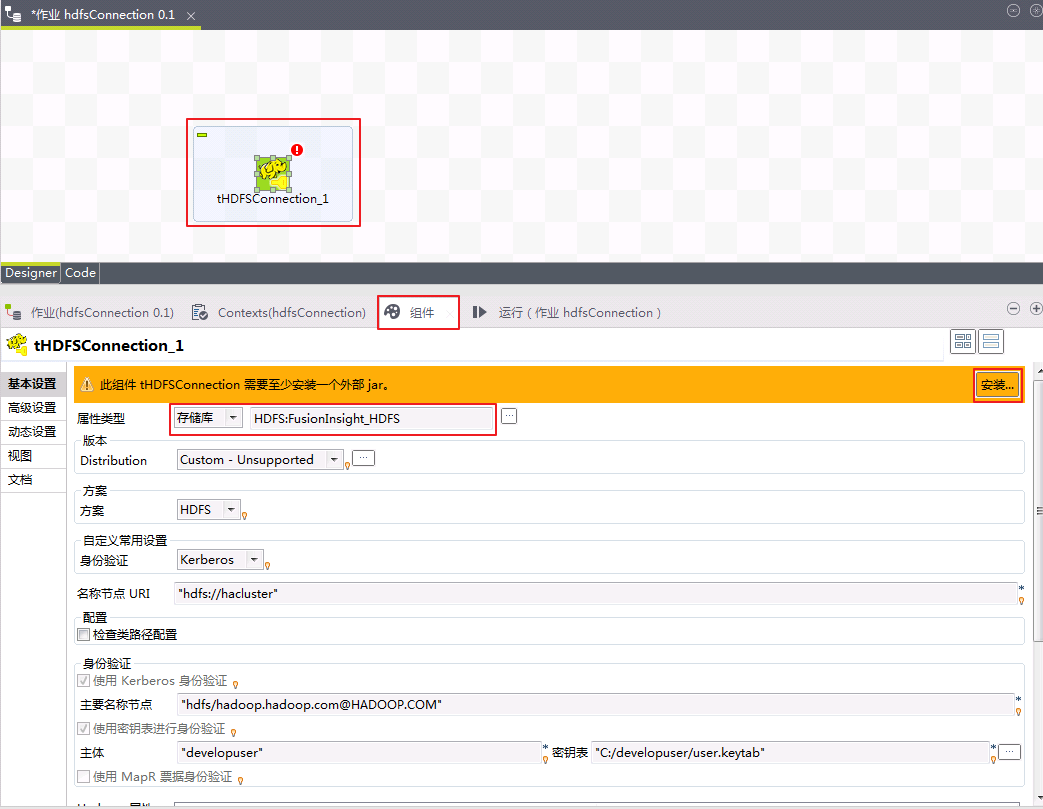 *作业 hdfsConnection 0.1
tHDFSConnection_1
Designer Code
作业(hdfsConnection 0.1) Contexts(hdfsConnection) 组件 运行 ( 作业 hdfsConnection )
tHDFSConnection_1
基本设置
高级设置
动态设置
视图
文档
此组件 tHDFSConnection 需要至少安装一个外部 jar。 安装...
属性类型 存储库 HDFS:FusionInsight_HDFS
版本
Distribution Custom - Unsupported
方案
方案 HDFS
自定义常用设置
身份验证 Kerberos
名称节点 URI "hdfs://hacluster" *
配置
检查类路径配置
身份验证
使用 Kerberos 身份验证
主要名称节点 "hdfs/hadoop.hadoop.com@HADOOP.COM" *
使用密钥表进行身份验证
主体 "developuser" * 密钥表 "C:/developuser/user.keytab" *
使用 MapR 票据身份验证